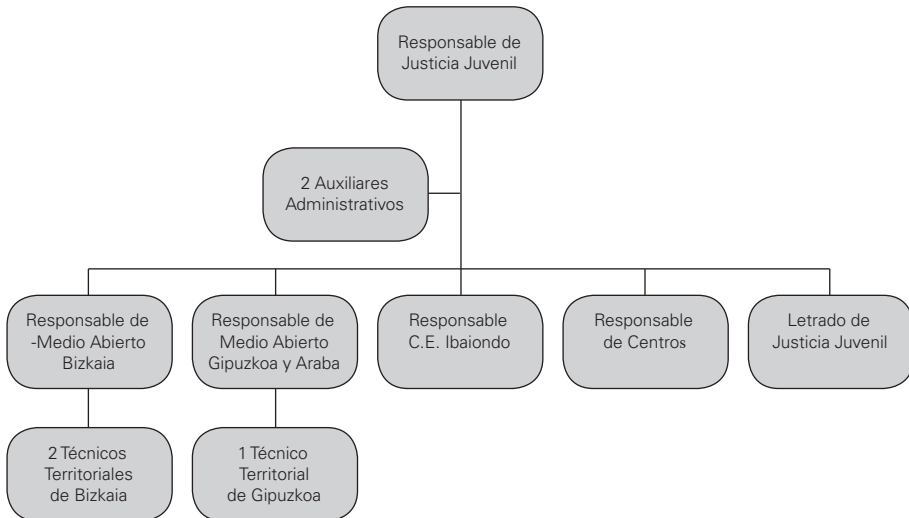 Responsable de
Justicia Juvenil
2 Auxiliares
Administrativos
Responsable de
-Medio Abierto
Bizkaia
Responsable de
Medio Abierto
Gipuzkoa y Araba
Responsable
C.E. Ibaiondo
Responsable
de Centros
Letrado de
Justicia Juvenil
2 Técnicos
Territoriales
de Bizkaia
1 Técnico
Territorial
de Gipuzkoa